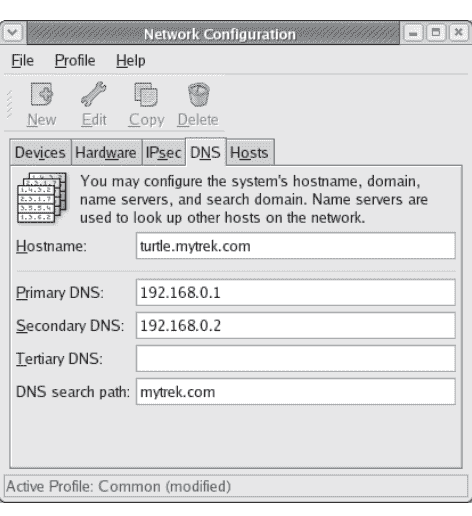 Network Configuration
File Profile Help
New Edit Copy Delete
Devices Hardware IPsec DNS Hosts
You may configure the system's hostname, domain,
name servers, and search domain. Name servers are
used to look up other hosts on the network.
Hostname: turtle.mytrek.com
Primary DNS: 192.168.0.1
Secondary DNS: 192.168.0.2
Tertiary DNS:
DNS search path: mytrek.com
Active Profile: Common (modified)